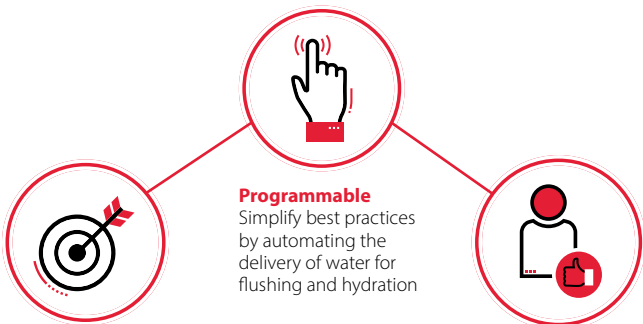 Programmable
Simplify best practices
by automating the
delivery of water for
flushing and hydration